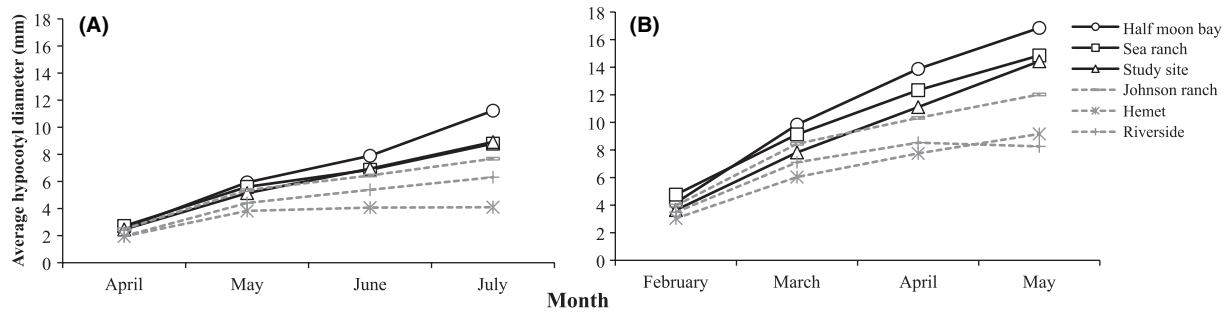 (A)
Average hypocotyl diameter (mm)
18
16
14
12
10
8
6
4
2
0
April May June July
(B)
18
16
14
12
10
8
6
4
2
0
February March April May
Month
Half moon bay
Sea ranch
Study site
Johnson ranch
Hemet
Riverside